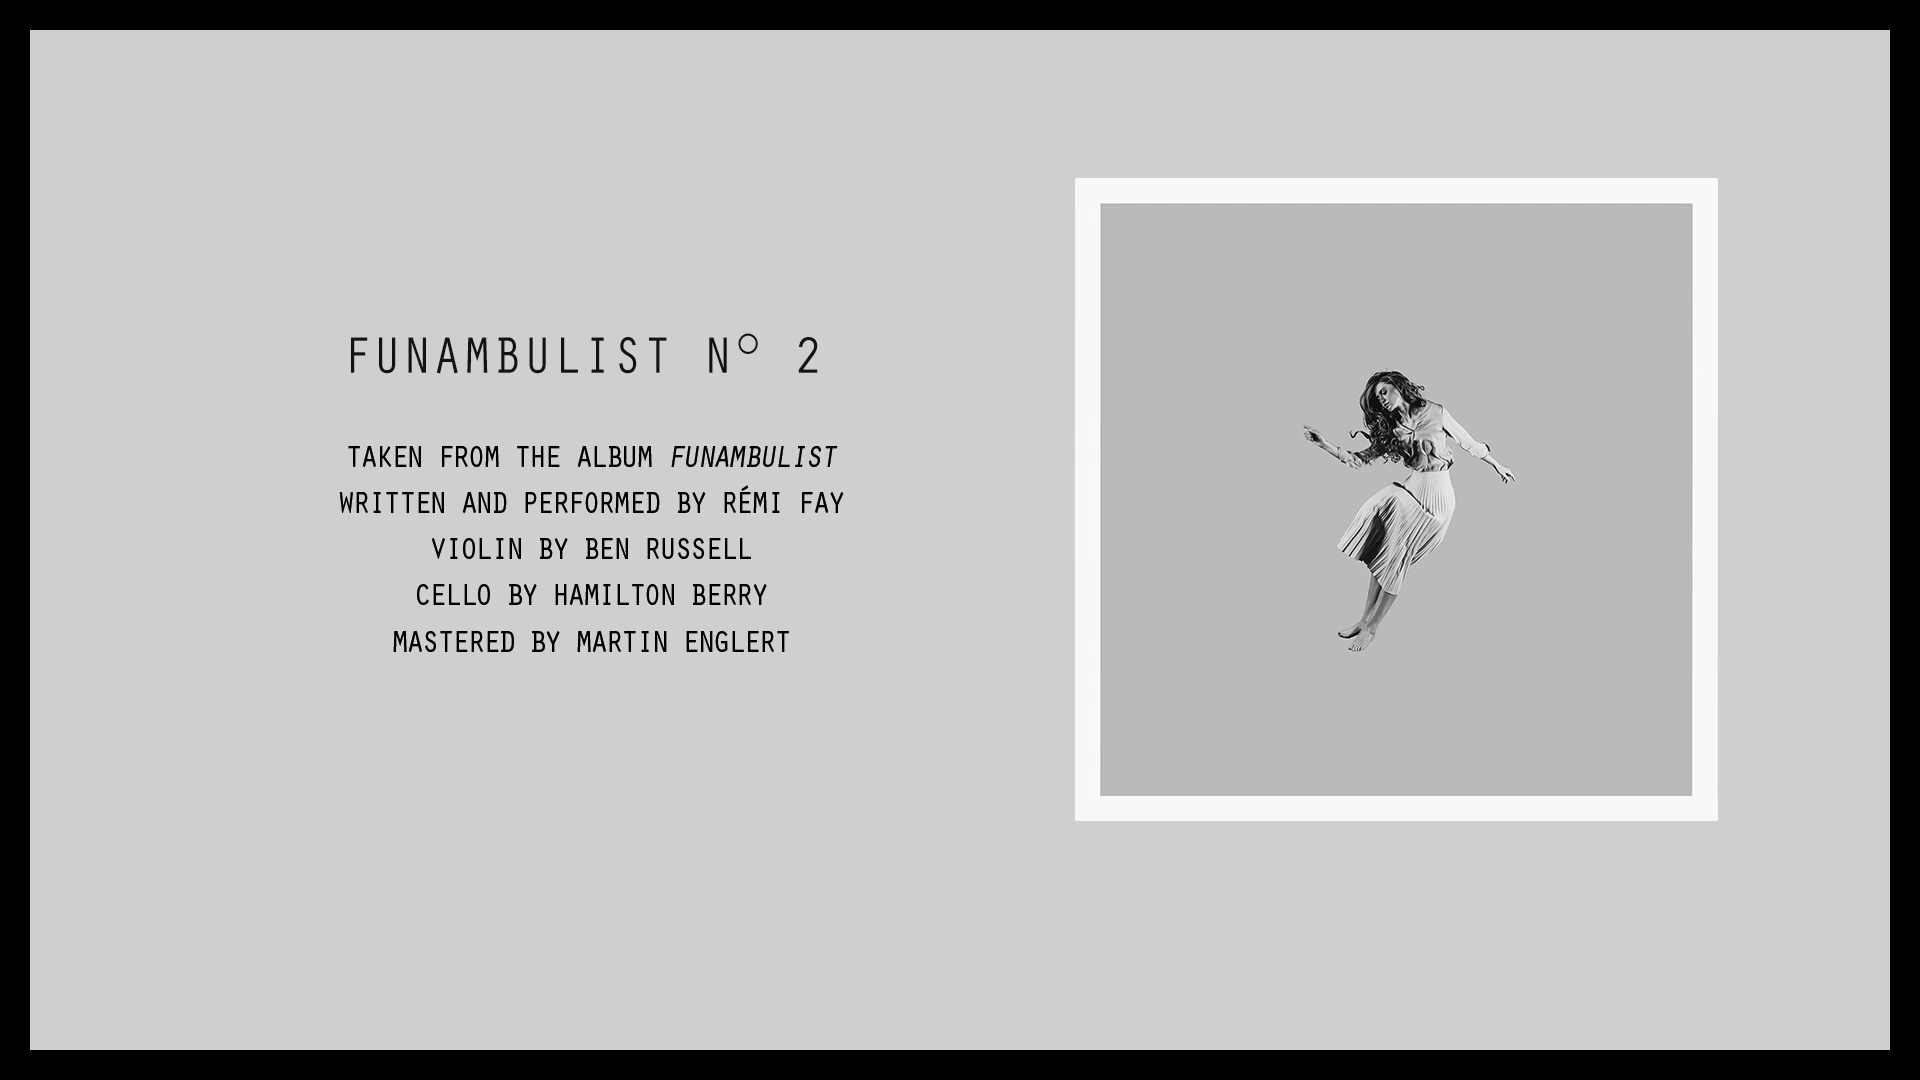 FUNAMBULIST Nº 2
TAKEN FROM THE ALBUM FUNAMBULIST
WRITTEN AND PERFORMED BY RÉMI FAY
VIOLIN BY BEN RUSSELL
CELLO BY HAMILTON BERRY
MASTERED BY MARTIN ENGLERT